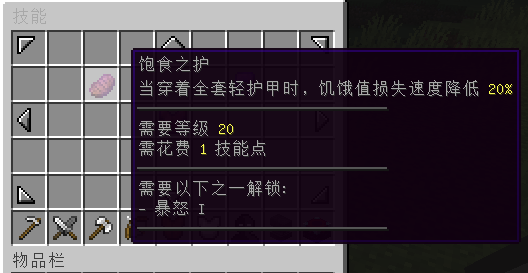 技能
饱食之护
当穿着全套轻护甲时，饥饿值损失速度降低 20%
需要等级 20
需花费 1 技能点
需要以下之一解锁:
- 暴怒 I
物品栏